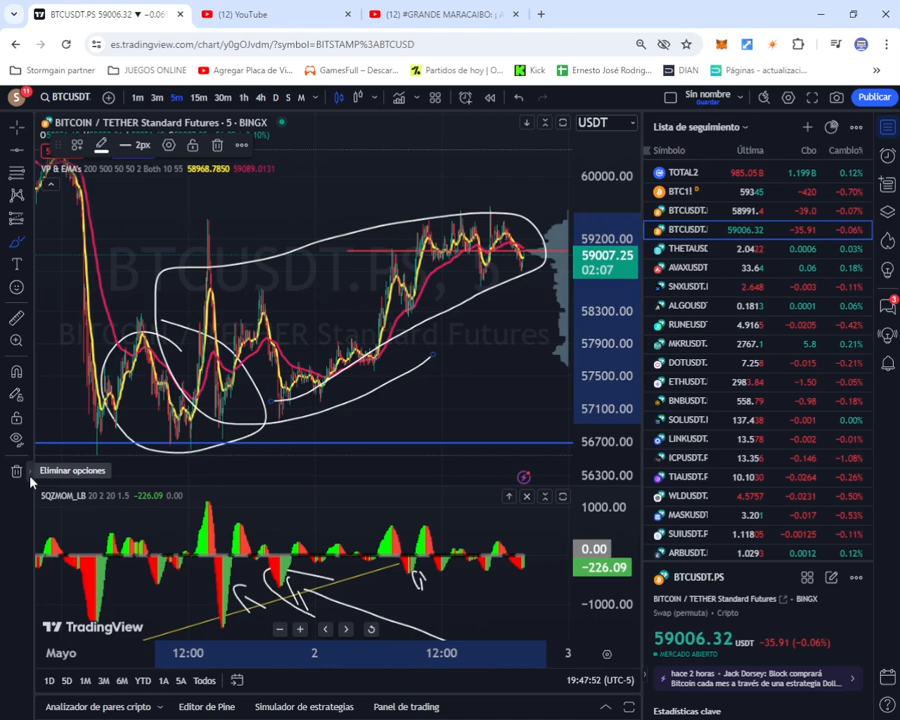 BTCUSDT.PS 59006.32 ▼ −0.06%
(12) YouTube
(12) #GRANDE MARACAIBO:
es.tradingview.com/chart/y0gOJvdm/?symbol=BITSTAMP%3ABTCUSD
Stormgain partner
JUEGOS ONLINE
Agregar Placa de Vi...
GamesFull – Descar...
Partidos de hoy | O...
Kick
Ernesto José Rodrig...
DIAN
Páginas - actualizaci...
S 11
BTCUSDT.
1m 3m 5m 15m 30m 1h 4h D S M
Sin nombre
Guardar
Publicar
BITCOIN / TETHER Standard Futures · 5 · BINGX
2px
VP & EMA's 200 500 50 50 2 Both 10 55 58968.7850 59089.0131
BTCUSDT.PS, 5
BITCOIN / TETHER Standard Futures
USDT
60000.00
59200.00
59007.25
02:07
58300.00
57900.00
57500.00
57100.00
56700.00
56300.00
Eliminar opciones
SQZMOM_LB 20 2 20 1.5 −226.09 0.00
1000.00
0.00
−226.09
−1000.00
TradingView
Mayo 12:00 2 12:00 3
1D 5D 1M 3M 6M YTD 1A 5A Todos
19:47:52 (UTC-5)
Analizador de pares cripto
Editor de Pine
Simulador de estrategias
Panel de trading
Lista de seguimiento
Símbolo Última Cbo Cambio%
TOTAL2 985.05 B 1.199 B 0.12%
BTC1! D 59345 −420 −0.70%
BTCUSDT.I 58991.4 −39.0 −0.07%
BTCUSDT.I 59006.32 −35.91 −0.06%
THETAUSD 2.0422 0.0006 0.03%
AVAXUSDT 33.64 0.06 0.18%
SNXUSDT. 2.648 −0.003 −0.11%
ALGOUSD 0.1813 0.0001 0.06%
RUNEUSD 4.9165 −0.0205 −0.42%
MKRUSDT 2767.1 5.8 0.21%
DOTUSDT. 7.258 −0.015 −0.21%
ETHUSDT. 2983.84 −1.50 −0.05%
BNBUSDT. 558.79 −0.98 −0.18%
SOLUSDT. 137.438 −0.001 0.00%
LINKUSDT. 13.578 −0.002 −0.01%
ICPUSDT. 13.356 −0.146 −1.08%
TIAUSDT. 10.1030 −0.0264 −0.26%
WLDUSDT. 4.5757 −0.0231 −0.50%
MASKUSDT 3.201 −0.017 −0.53%
SUIUSDT. 1.1180 −0.00125 −0.11%
ARBUSDT. 1.0293 0.0012 0.12%
3
BTCUSDT.PS
BITCOIN / TETHER Standard Futures · BINGX
Swap (permuta) · Cripto
59006.32 USDT −35.91 (−0.06%)
MERCADO ABIERTO
hace 2 horas · Jack Dorsey: Block comprará
Bitcoin cada mes a través de una estrategia Doll...
Estadísticas clave